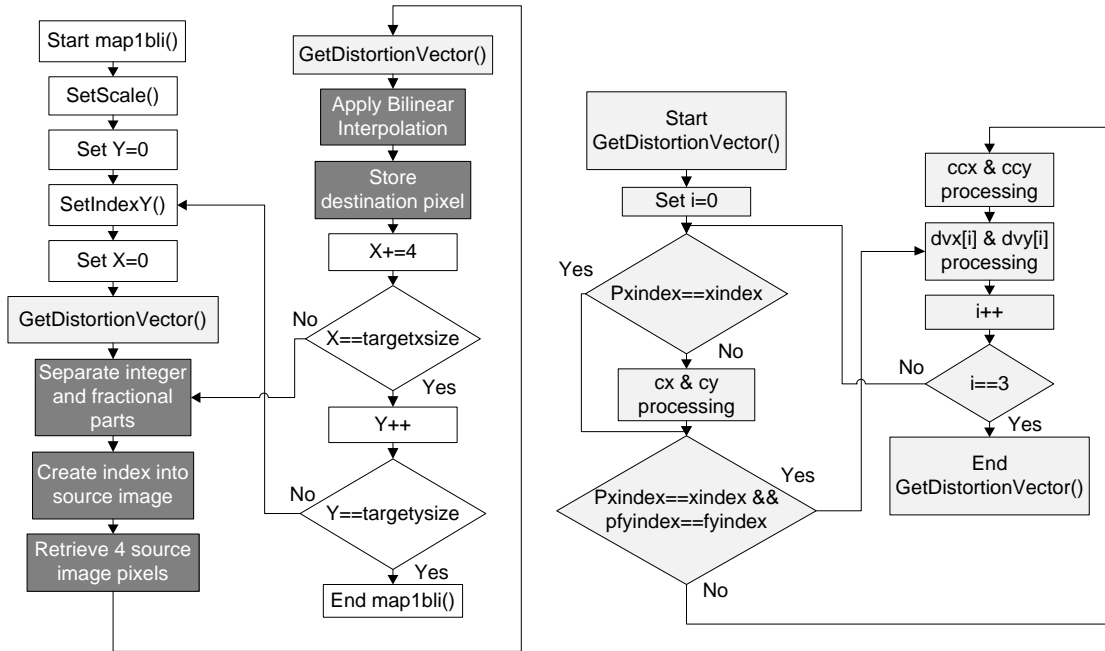 Start map1bli()
SetScale()
Set Y=0
SetIndexY()
Set X=0
GetDistortionVector()
Separate integer
and fractional
parts
Create index into
source image
Retrieve 4 source
image pixels
GetDistortionVector()
Apply Bilinear
Interpolation
Store
destination pixel
X+=4
No
X==targetxsize
Yes
Y++
No
Y==targetysize
Yes
End map1bli()
Start
GetDistortionVector()
Set i=0
Yes
Pxindex==xindex
No
cx & cy
processing
Yes
Pxindex==xindex &&
pfyindex==fyindex
No
ccx & ccy
processing
dvx[i] & dvy[i]
processing
i++
No
i==3
Yes
End
GetDistortionVector()